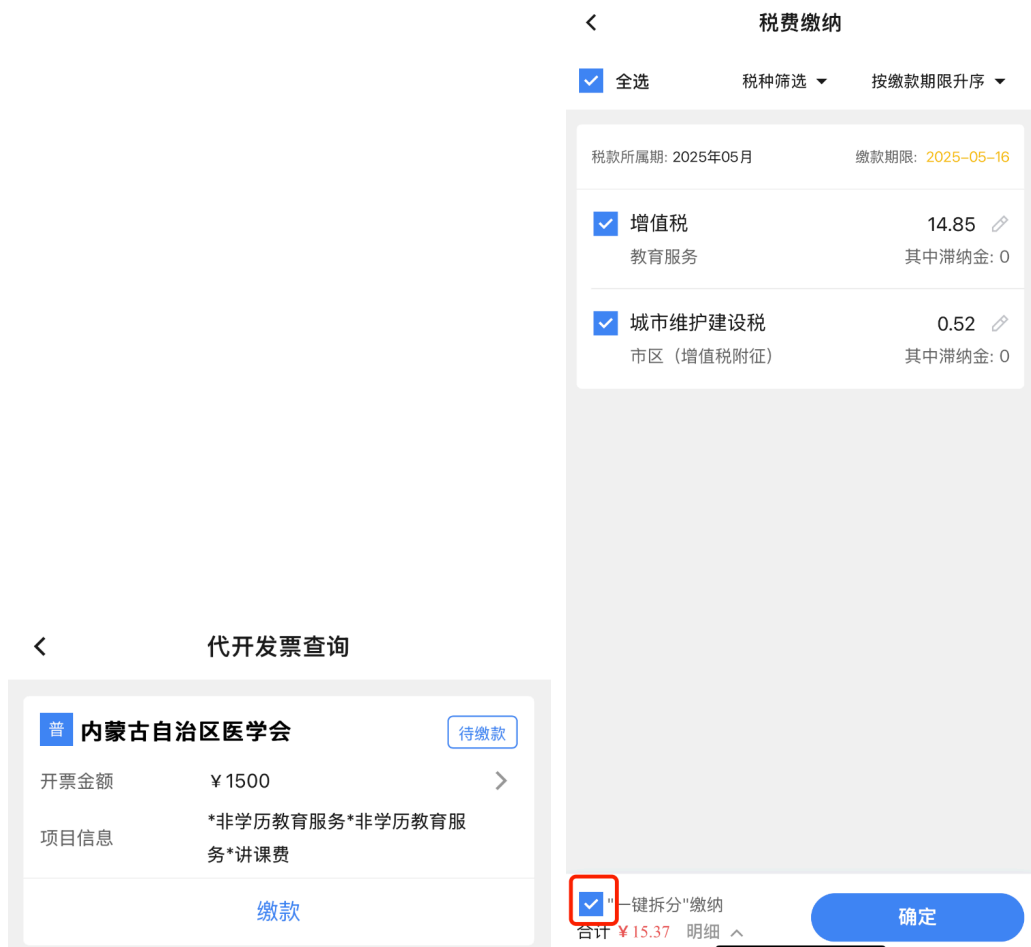 代开发票查询
普 内蒙古自治区医学会 待缴款
开票金额 ¥1500
项目信息 *非学历教育服务*非学历教育服
务*讲课费
缴款
税费缴纳
全选 税种筛选 按缴款期限升序
税款所属期: 2025年05月 缴款期限: 2025-05-16
增值税 14.85
教育服务 其中滞纳金: 0
城市维护建设税 0.52
市区（增值税附征） 其中滞纳金: 0
"一键拆分"缴纳
合计 ¥15.37 明细
确定